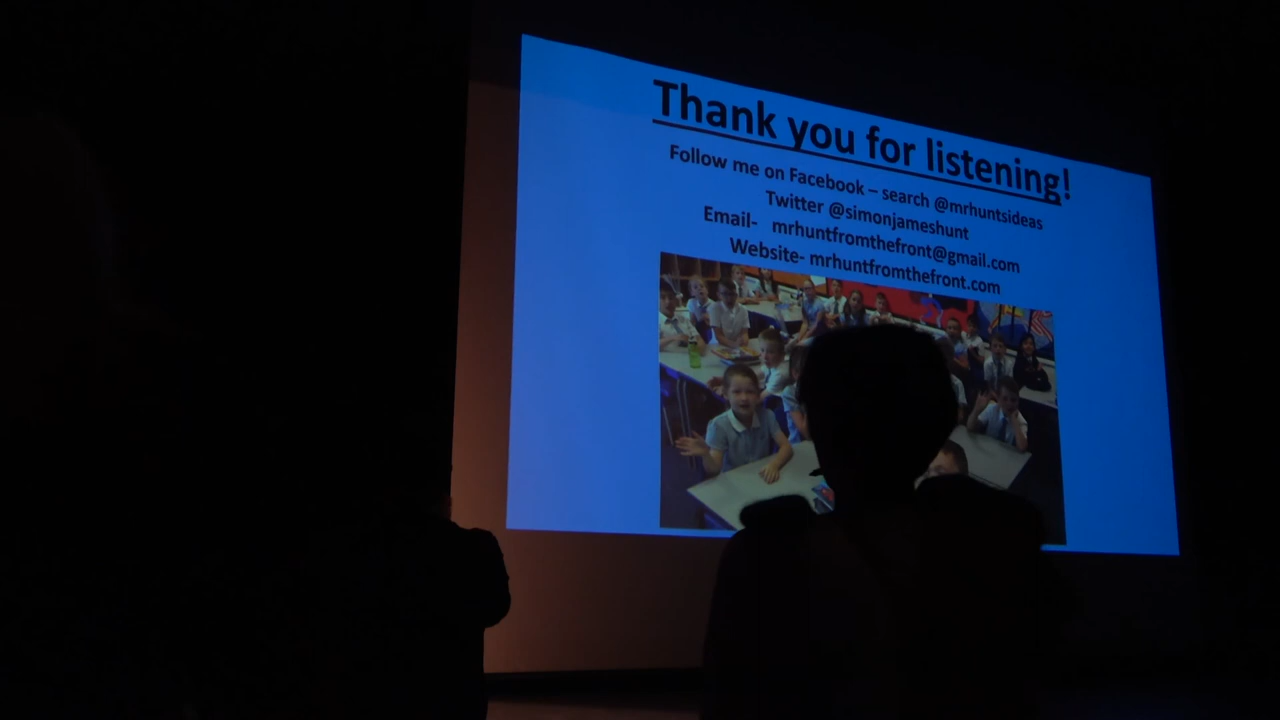 Thank you for listening!
Follow me on Facebook – search @mrhuntsideas
Twitter @simonjameshunt
Email- mrhuntfromthefront@gmail.com
Website- mrhuntfromthefront.com